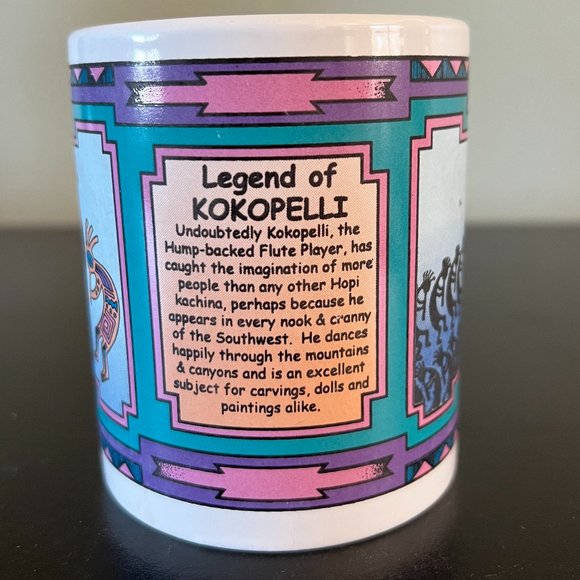 Legend of
KOKOPELLI
Undoubtedly Kokopelli, the
Hump-backed Flute Player, has
caught the imagination of more
people than any other Hopi
kachina, perhaps because he
appears in every nook & cranny
of the Southwest. He dances
happily through the mountains
& canyons and is an excellent
subject for carvings, dolls and
paintings alike.